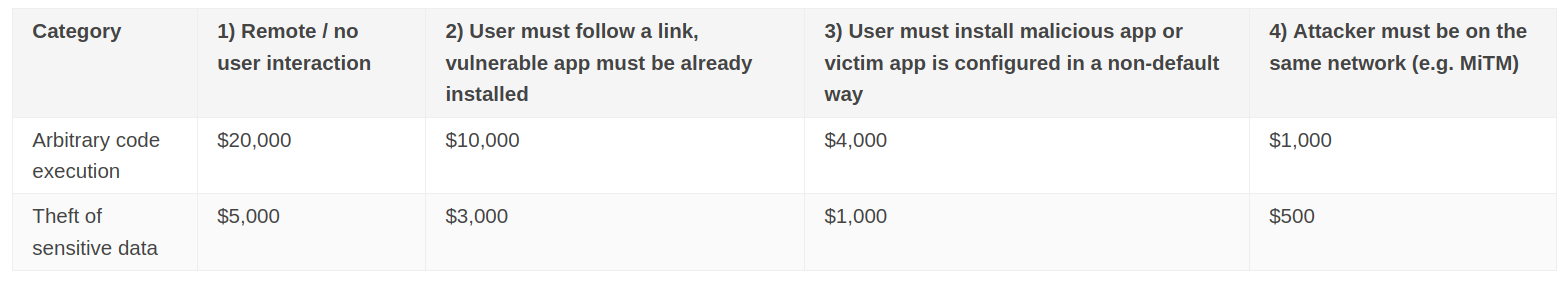 Category
1) Remote / no
user interaction
2) User must follow a link,
vulnerable app must be already
installed
3) User must install malicious app or
victim app is configured in a non-default
way
4) Attacker must be on the
same network (e.g. MiTM)
Arbitrary code
execution
$20,000
$10,000
$4,000
$1,000
Theft of
sensitive data
$5,000
$3,000
$1,000
$500